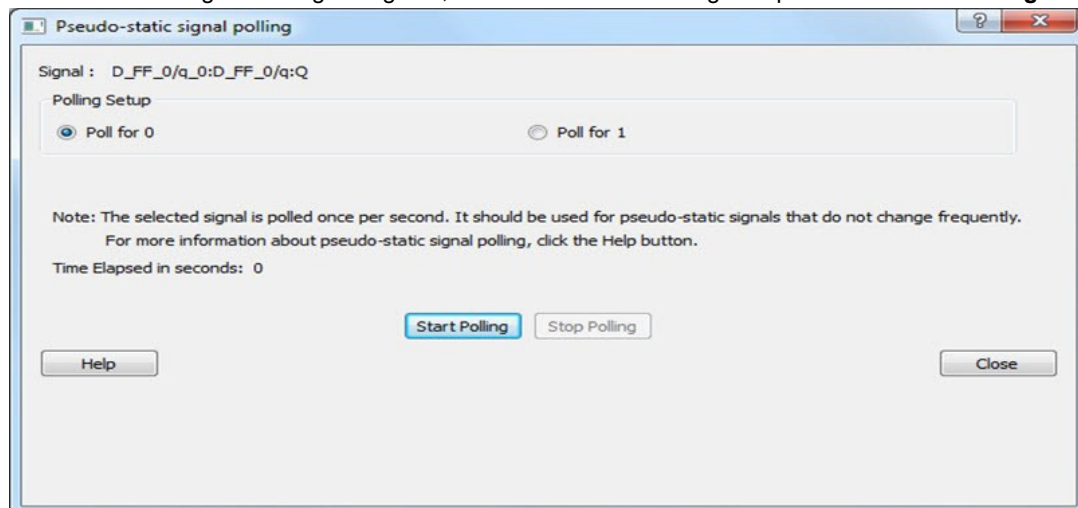 Pseudo-static signal polling
Signal : D_FF_0/q_0:D_FF_0/q:Q
Polling Setup
Poll for 0 Poll for 1
Note: The selected signal is polled once per second. It should be used for pseudo-static signals that do not change frequently.
For more information about pseudo-static signal polling, click the Help button.
Time Elapsed in seconds: 0
Start Polling Stop Polling
Help Close